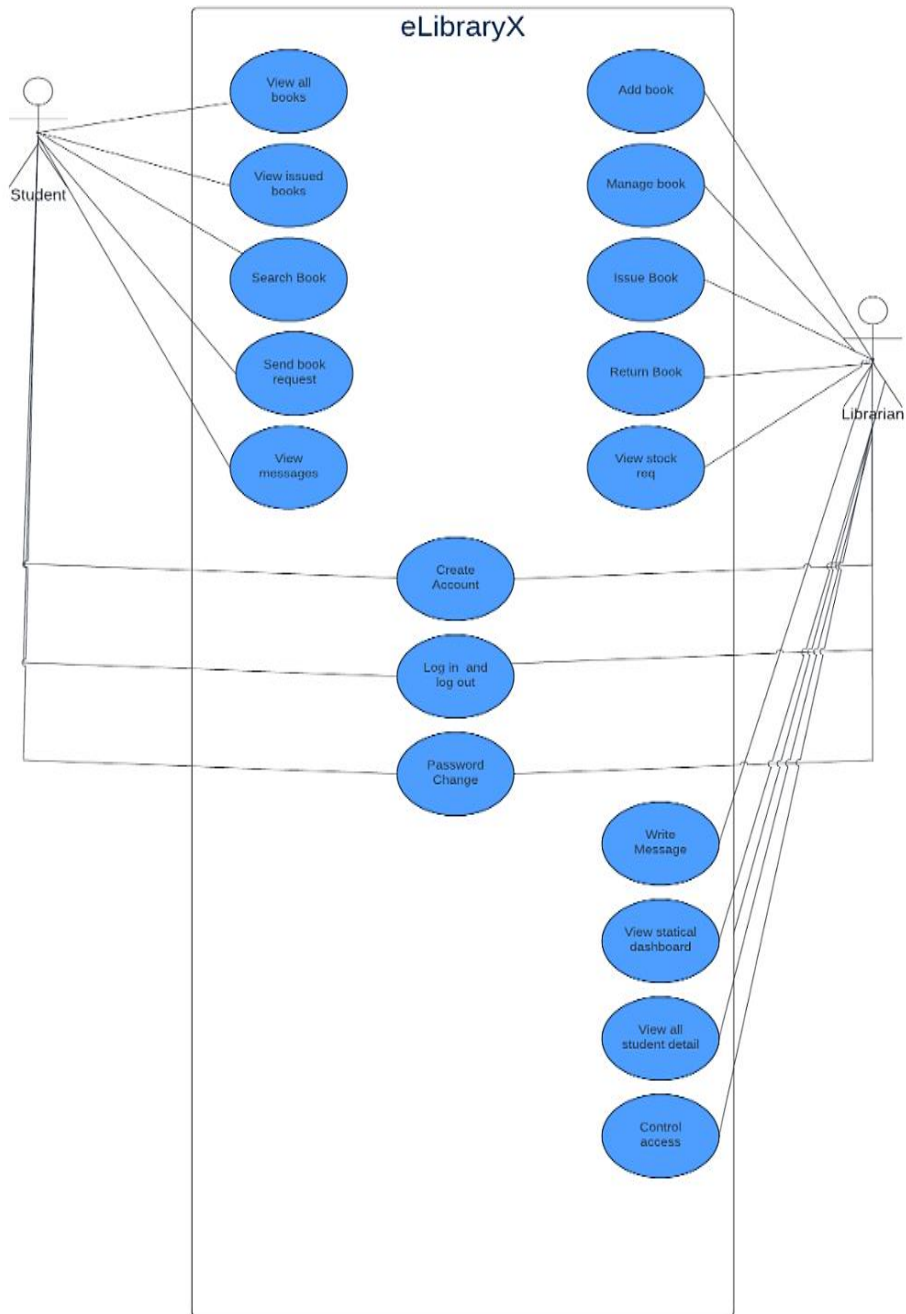 eLibraryX
View all
books
Add book
View issued
books
Manage book
Student
Search Book
Issue Book
Send book
request
Return Book
Librarian
View
messages
View stock
req
Create
Account
Log in and
log out
Password
Change
Write
Message
View statical
dashboard
View all
student detail
Control
access